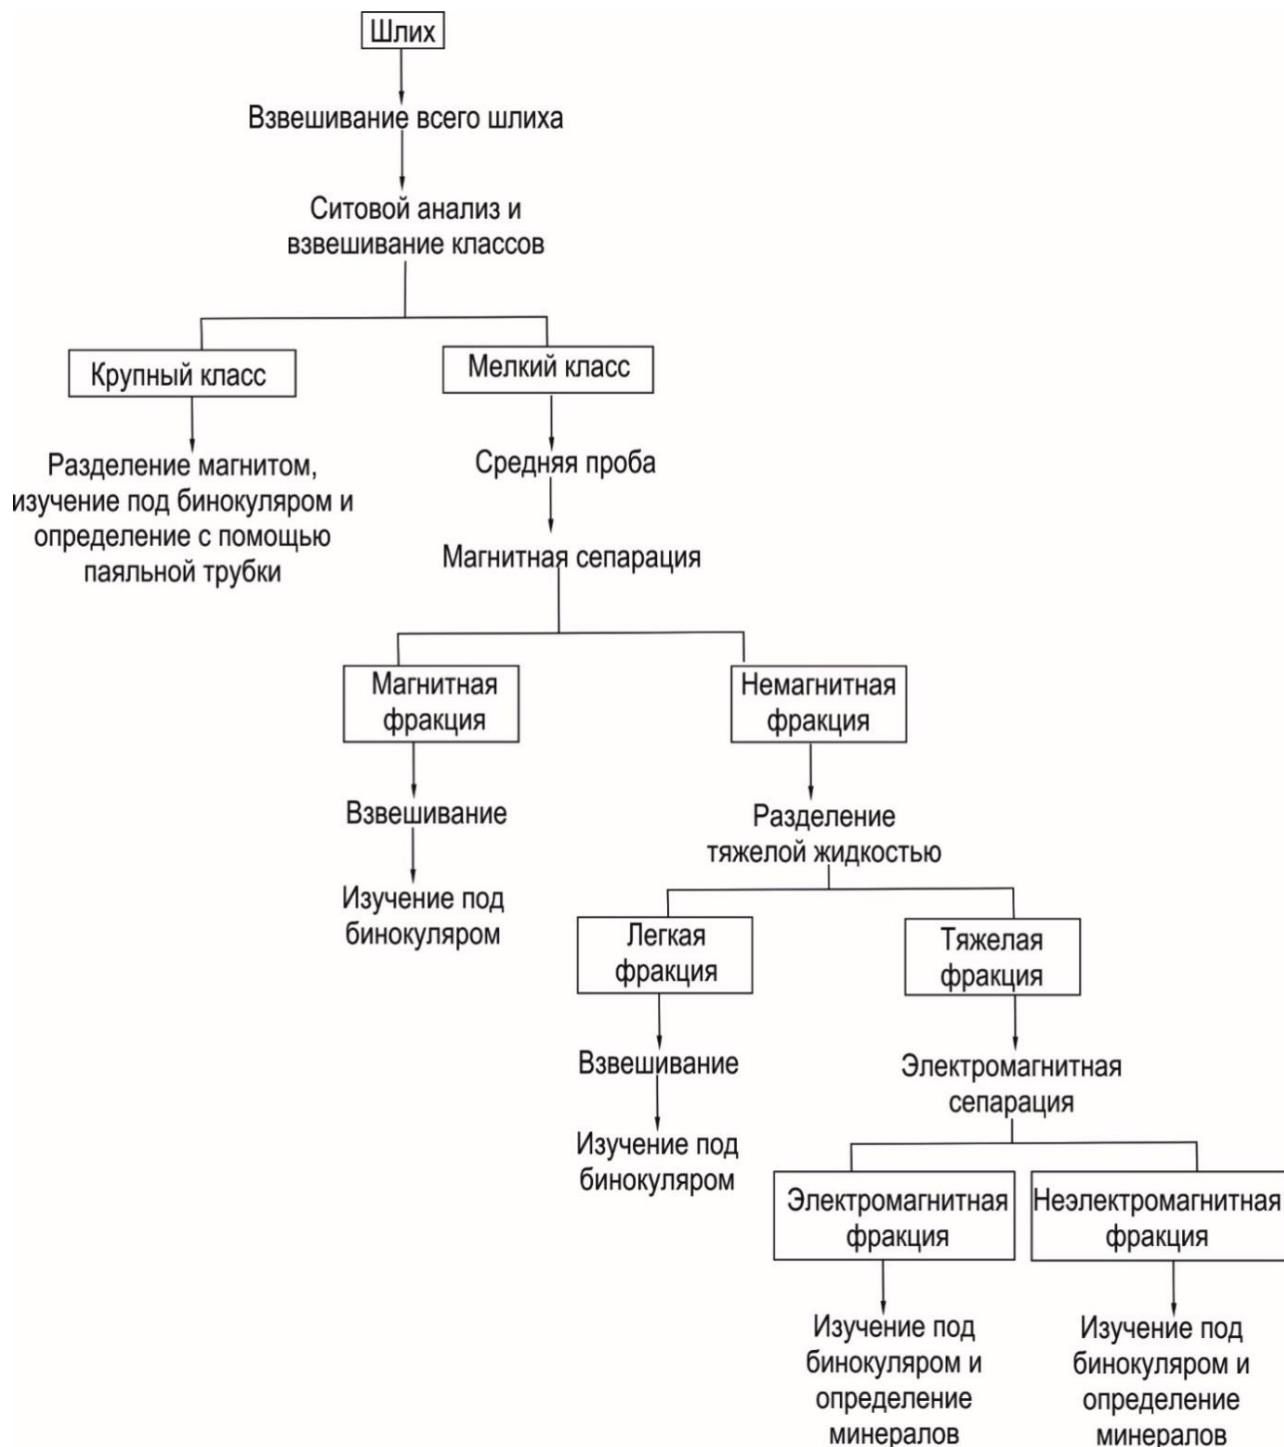 Шлих
Взвешивание всего шлиха
Ситовой анализ и
взвешивание классов
Крупный класс
Мелкий класс
Разделение магнитом,
изучение под бинокуляром и
определение с помощью
паяльной трубки
Средняя проба
Магнитная сепарация
Магнитная
фракция
Немагнитная
фракция
Взвешивание
Изучение под
бинокуляром
Разделение
тяжелой жидкостью
Легкая
фракция
Тяжелая
фракция
Взвешивание
Изучение под
бинокуляром
Электромагнитная
сепарация
Электромагнитная
фракция
Неэлектромагнитная
фракция
Изучение под
бинокуляром и
определение
минералов
Изучение под
бинокуляром и
определение
минералов